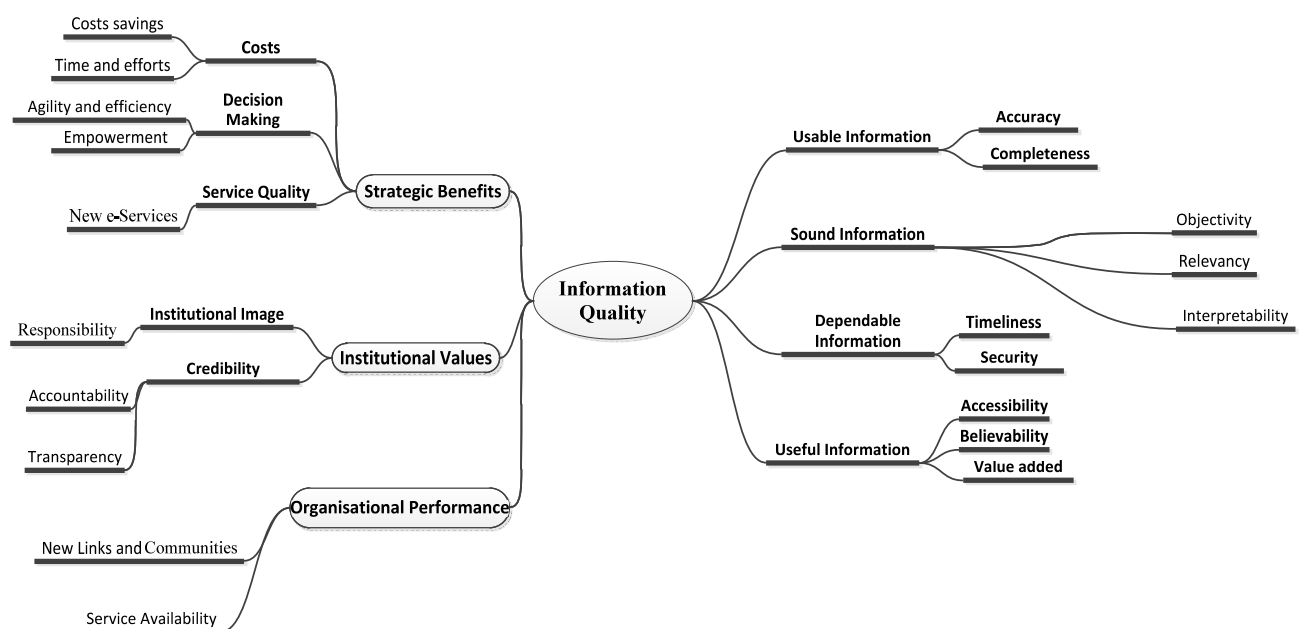 Costs savings
Time and efforts
Costs
Agility and efficiency
Empowerment
Decision
Making
New e-Services
Service Quality
Strategic Benefits
Responsibility
Institutional Image
Accountability
Transparency
Credibility
Institutional Values
New Links and Communities
Service Availability
Organisational Performance
Information
Quality
Usable Information
Accuracy
Completeness
Sound Information
Objectivity
Relevancy
Interpretability
Dependable
Information
Timeliness
Security
Useful Information
Accessibility
Believability
Value added